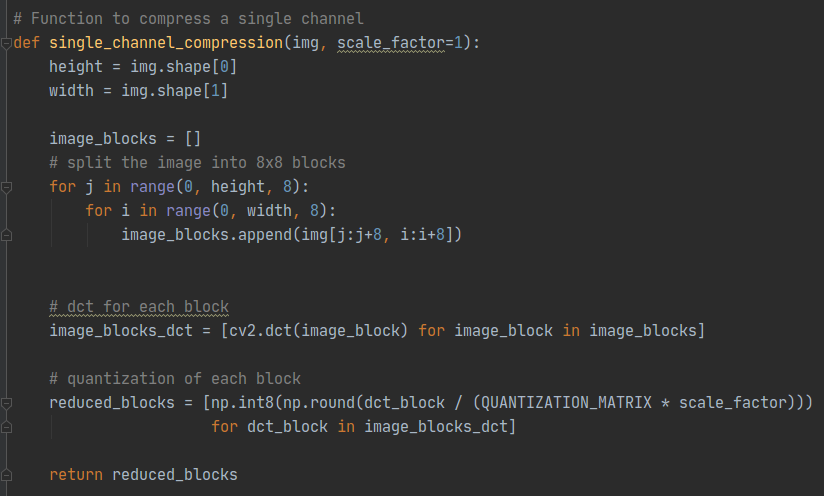 # Function to compress a single channel
def single_channel_compression(img, scale_factor=1):
    height = img.shape[0]
    width = img.shape[1]

    image_blocks = []
    # split the image into 8x8 blocks
    for j in range(0, height, 8):
        for i in range(0, width, 8):
            image_blocks.append(img[j:j+8, i:i+8])


    # dct for each block
    image_blocks_dct = [cv2.dct(image_block) for image_block in image_blocks]

    # quantization of each block
    reduced_blocks = [np.int8(np.round(dct_block / (QUANTIZATION_MATRIX * scale_factor)))
                      for dct_block in image_blocks_dct]

    return reduced_blocks